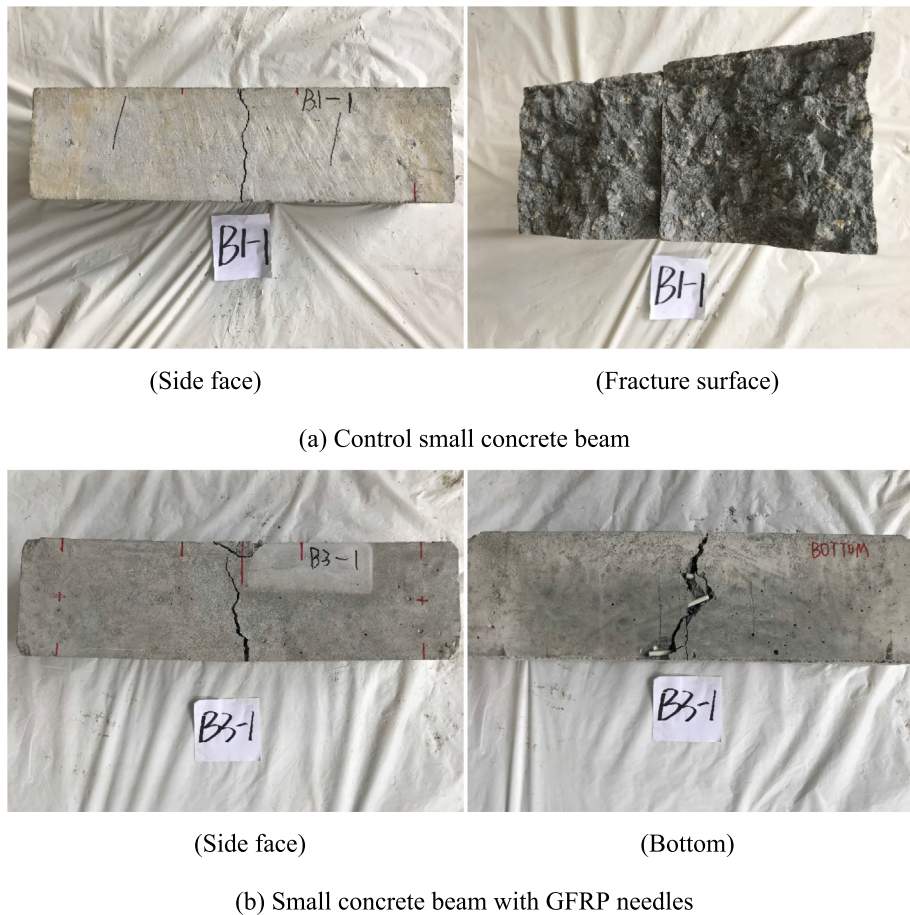 B1-1
B1-1
B1-1
(Side face)
(Fracture surface)
(a) Control small concrete beam
B3-1
BOTTOM
B3-1
B3-1
(Side face)
(Bottom)
(b) Small concrete beam with GFRP needles